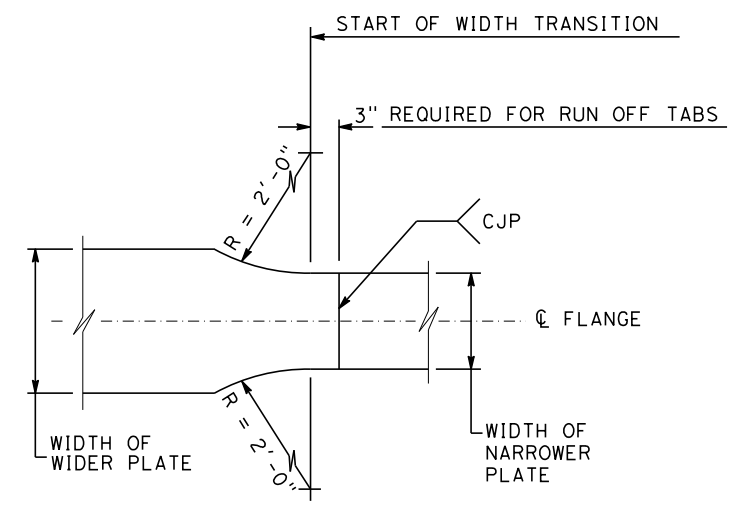 START OF WIDTH TRANSITION
3" REQUIRED FOR RUN OFF TABS
R = 2'-0"
CJP
℄ FLANGE
R = 2'-0"
WIDTH OF
WIDER PLATE
WIDTH OF
NARROWER
PLATE